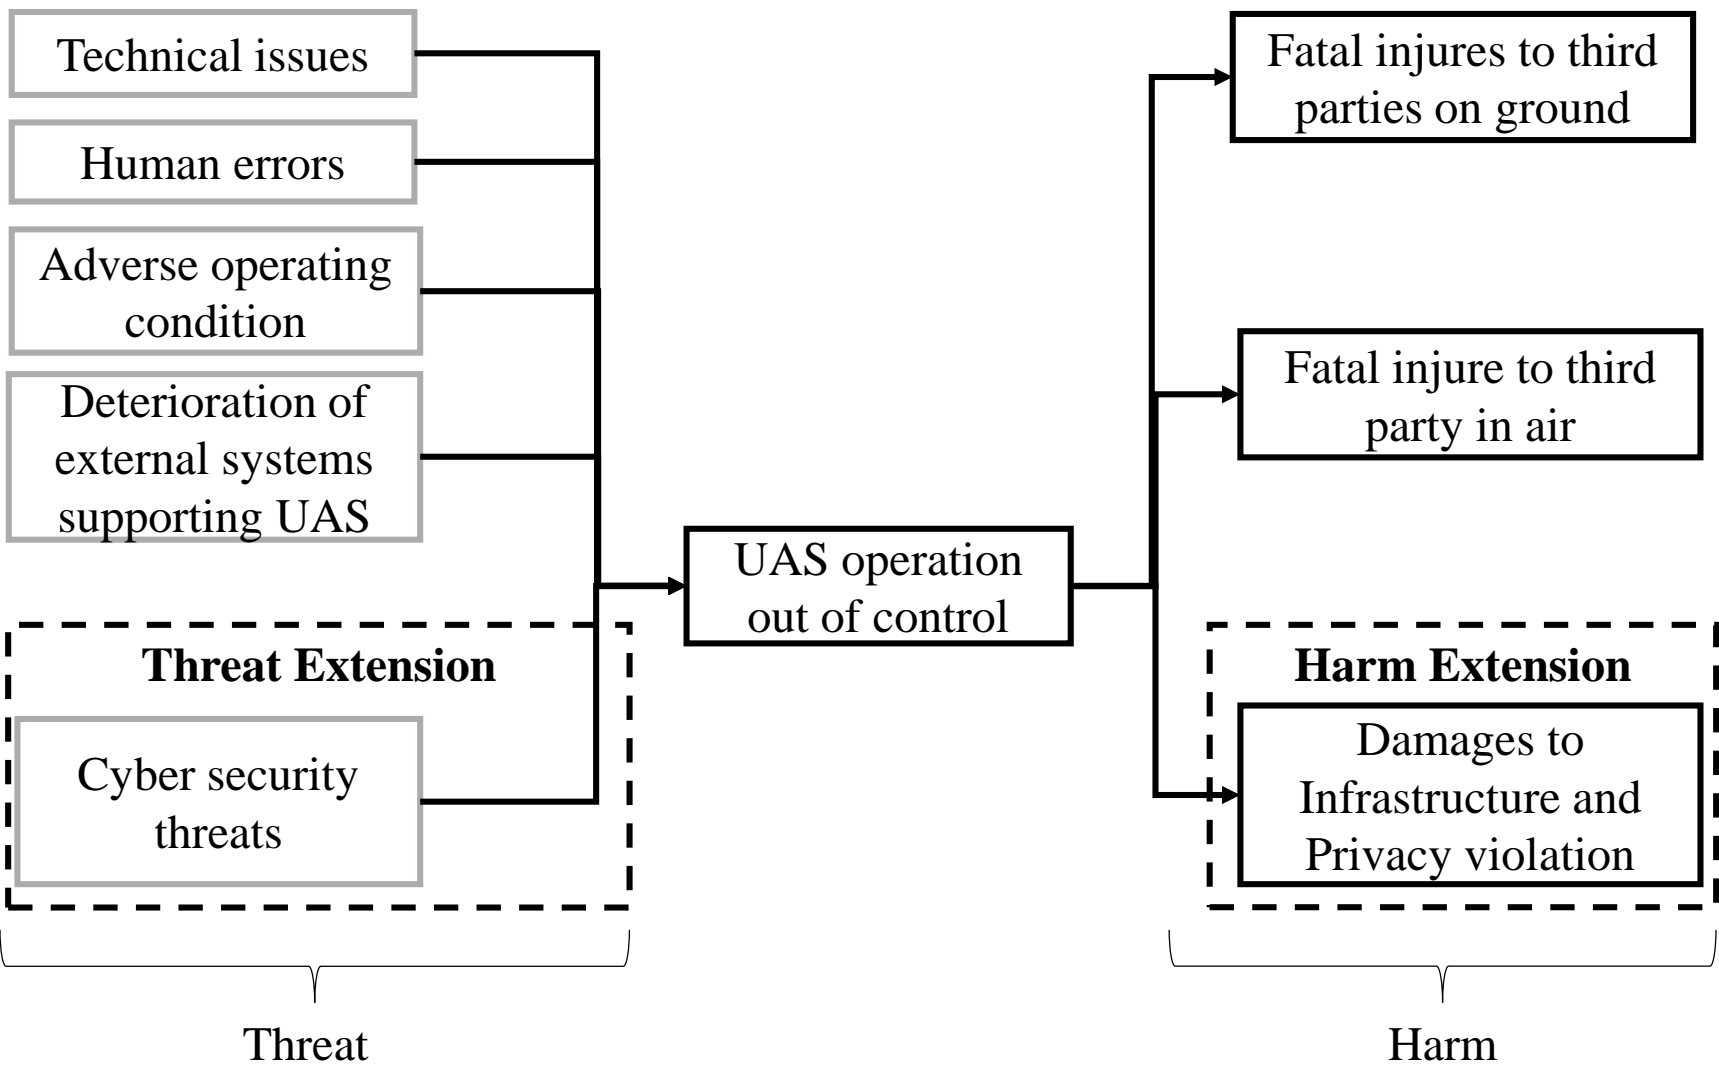 Technical issues
Human errors
Adverse operating
condition
Deterioration of
external systems
supporting UAS
Threat Extension
Cyber security
threats
Threat
UAS operation
out of control
Fatal injures to third
parties on ground
Fatal injure to third
party in air
Harm Extension
Damages to
Infrastructure and
Privacy violation
Harm